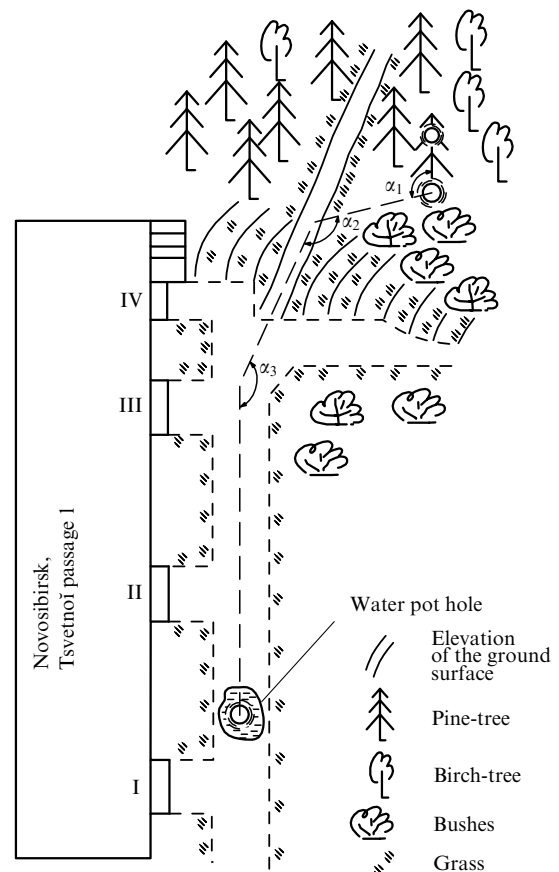 α₁
α₂
IV
α₃
III
Novosibirsk,
Tsvetnoĭ passage 1
II
I
Water pot hole
Elevation
of the ground
surface
Pine-tree
Birch-tree
Bushes
Grass